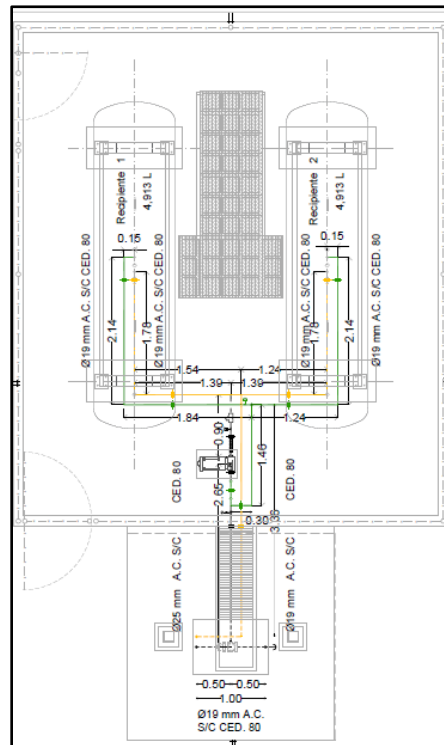 Recipiente 1
4,913 L
Recipiente 2
4,913 L
0.15
0.15
Ø19 mm A.C. S/C CED. 80
Ø19 mm A.C. S/C CED. 80
Ø19 mm A.C. S/C CED. 80
Ø19 mm A.C. S/C CED. 80
2.14
1.78
1.78
2.14
1.54
1.24
1.39
1.39
1.84
1.24
0.90
1.46
CED. 80
2.65
CED. 80
0.30
3.36
Ø25 mm A.C. S/C
Ø19 mm A.C. S/C
0.50
0.50
1.00
Ø19 mm A.C.
S/C CED. 80